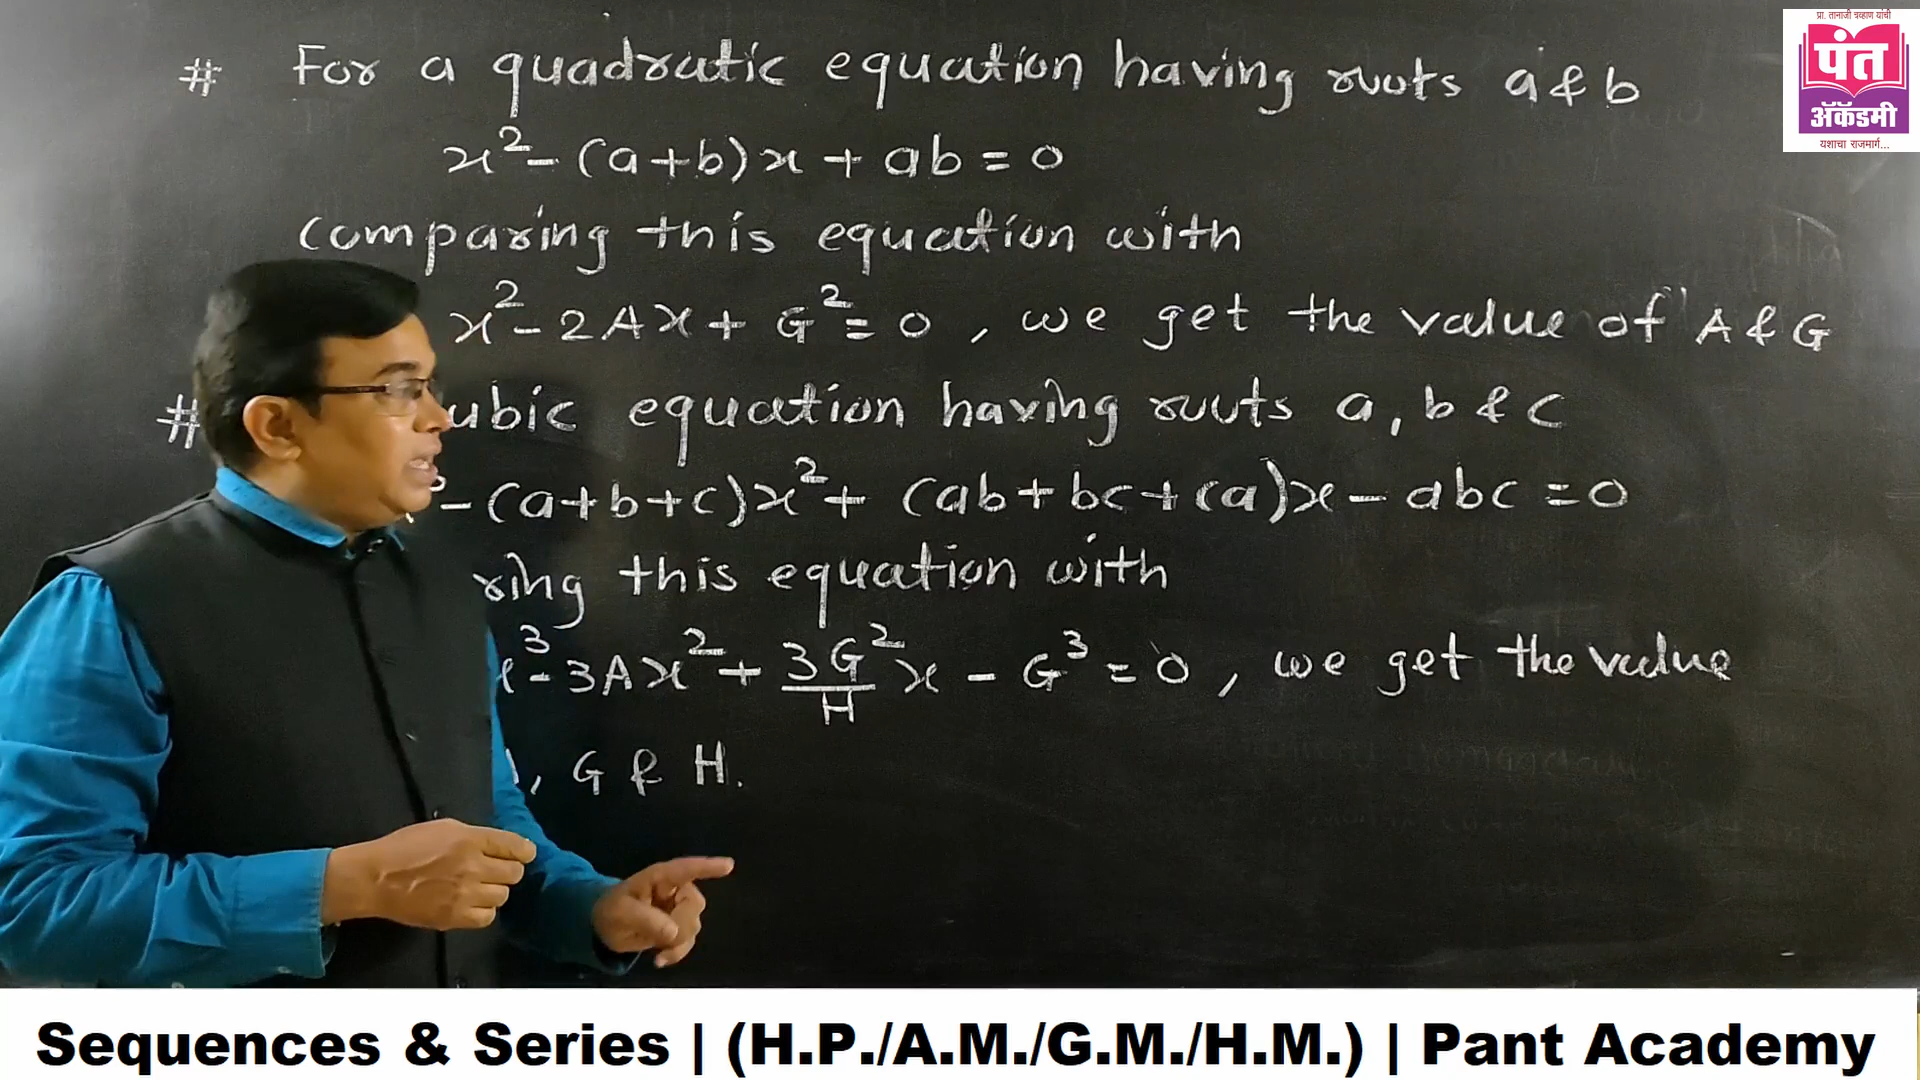 # For a quadratic equation having roots a & b
x² - (a+b)x + ab = 0
comparing this equation with
x² - 2Ax + G² = 0 , we get the value of A & G
# ubic equation having roots a, b & c
- (a+b+c)x² + (ab+bc+ca)x - abc = 0
ring this equation with
x³ - 3Ax² + 3G²/H x - G³ = 0 , we get the value
, G & H.
प्रा. तानाजी चव्हाण यांची
पंत
अ‍ॅकॅडमी
यशाचा राजमार्ग...
Sequences & Series | (H.P./A.M./G.M./H.M.) | Pant Academy